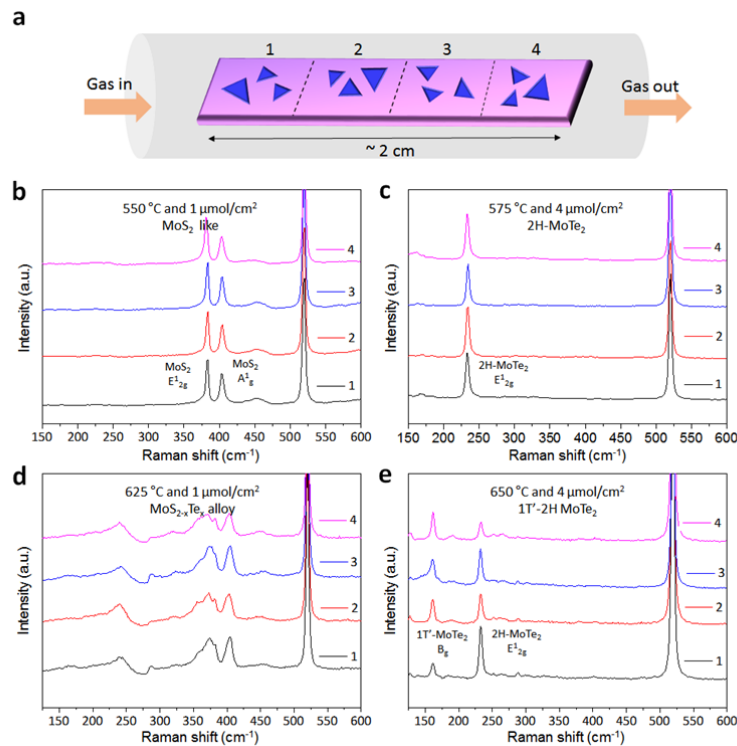 a
1 2 3 4
Gas in
Gas out
~ 2 cm
b
550 °C and 1 μmol/cm²
MoS₂ like
4
3
2
1
MoS₂
E¹₂g
MoS₂
A¹g
Intensity (a.u.)
150 200 250 300 350 400 450 500 550 600
Raman shift (cm⁻¹)
c
575 °C and 4 μmol/cm²
2H-MoTe₂
4
3
2
1
2H-MoTe₂
E¹₂g
Intensity (a.u.)
150 200 250 300 350 400 450 500 550 600
Raman shift (cm⁻¹)
d
625 °C and 1 μmol/cm²
MoS₂₋ₓTeₓ alloy
4
3
2
1
Intensity (a.u.)
150 200 250 300 350 400 450 500 550 600
Raman shift (cm⁻¹)
e
650 °C and 4 μmol/cm²
1T′-2H MoTe₂
4
3
2
1
1T′-MoTe₂
Bg
2H-MoTe₂
E¹₂g
Intensity (a.u.)
150 200 250 300 350 400 450 500 550 600
Raman shift (cm⁻¹)